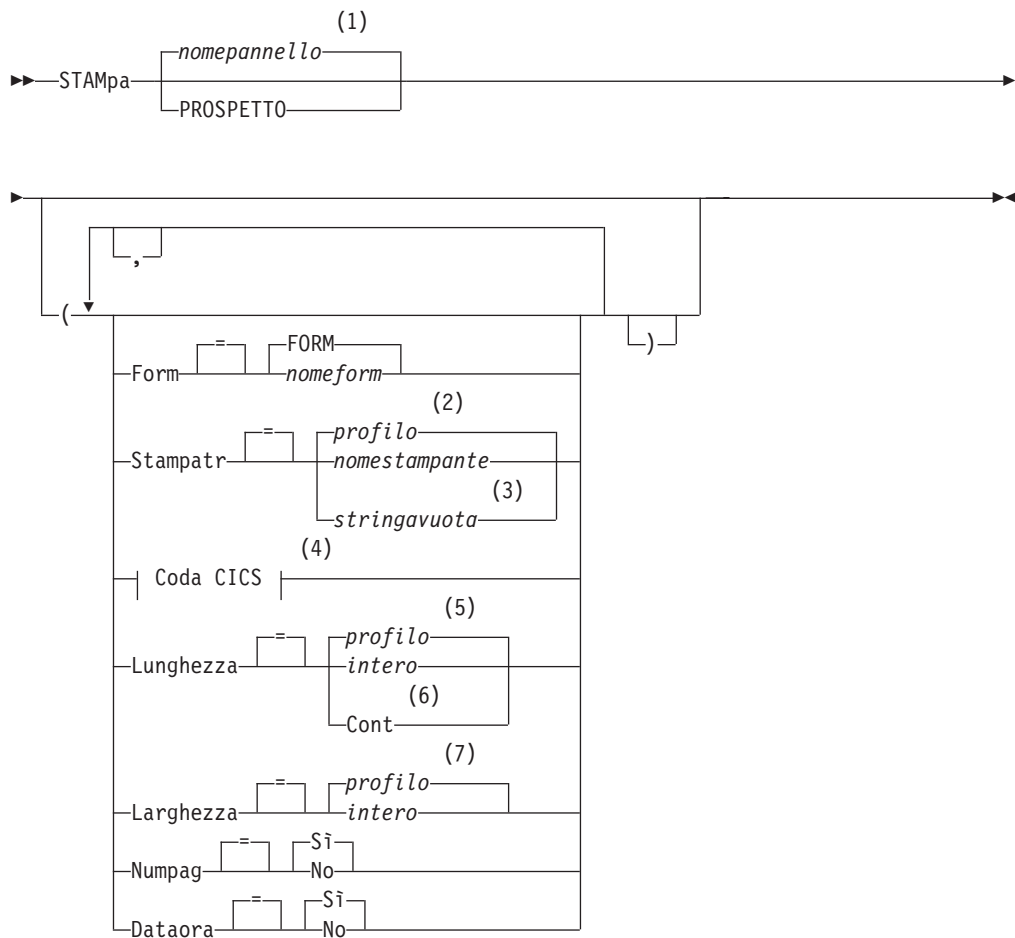 (1)
nomepannello
STAMpa
PROSPETTO
,
(
)
= FORM
Form nomeform
(2)
= profilo
Stampatr nomestampante
(3)
stringavuota
(4)
Coda CICS
(5)
= profilo
Lunghezza intero
(6)
Cont
(7)
= profilo
Larghezza intero
= Sì
Numpag No
= Sì
Dataora No